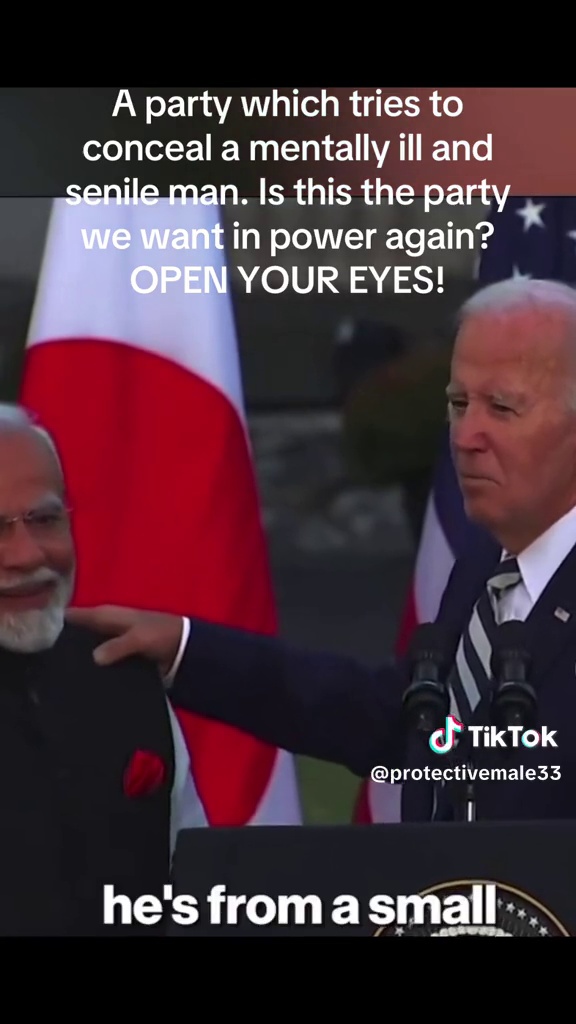 A party which tries to
conceal a mentally ill and
senile man. Is this the party
we want in power again?
OPEN YOUR EYES!
TikTok
@protectivemale33
he's from a small